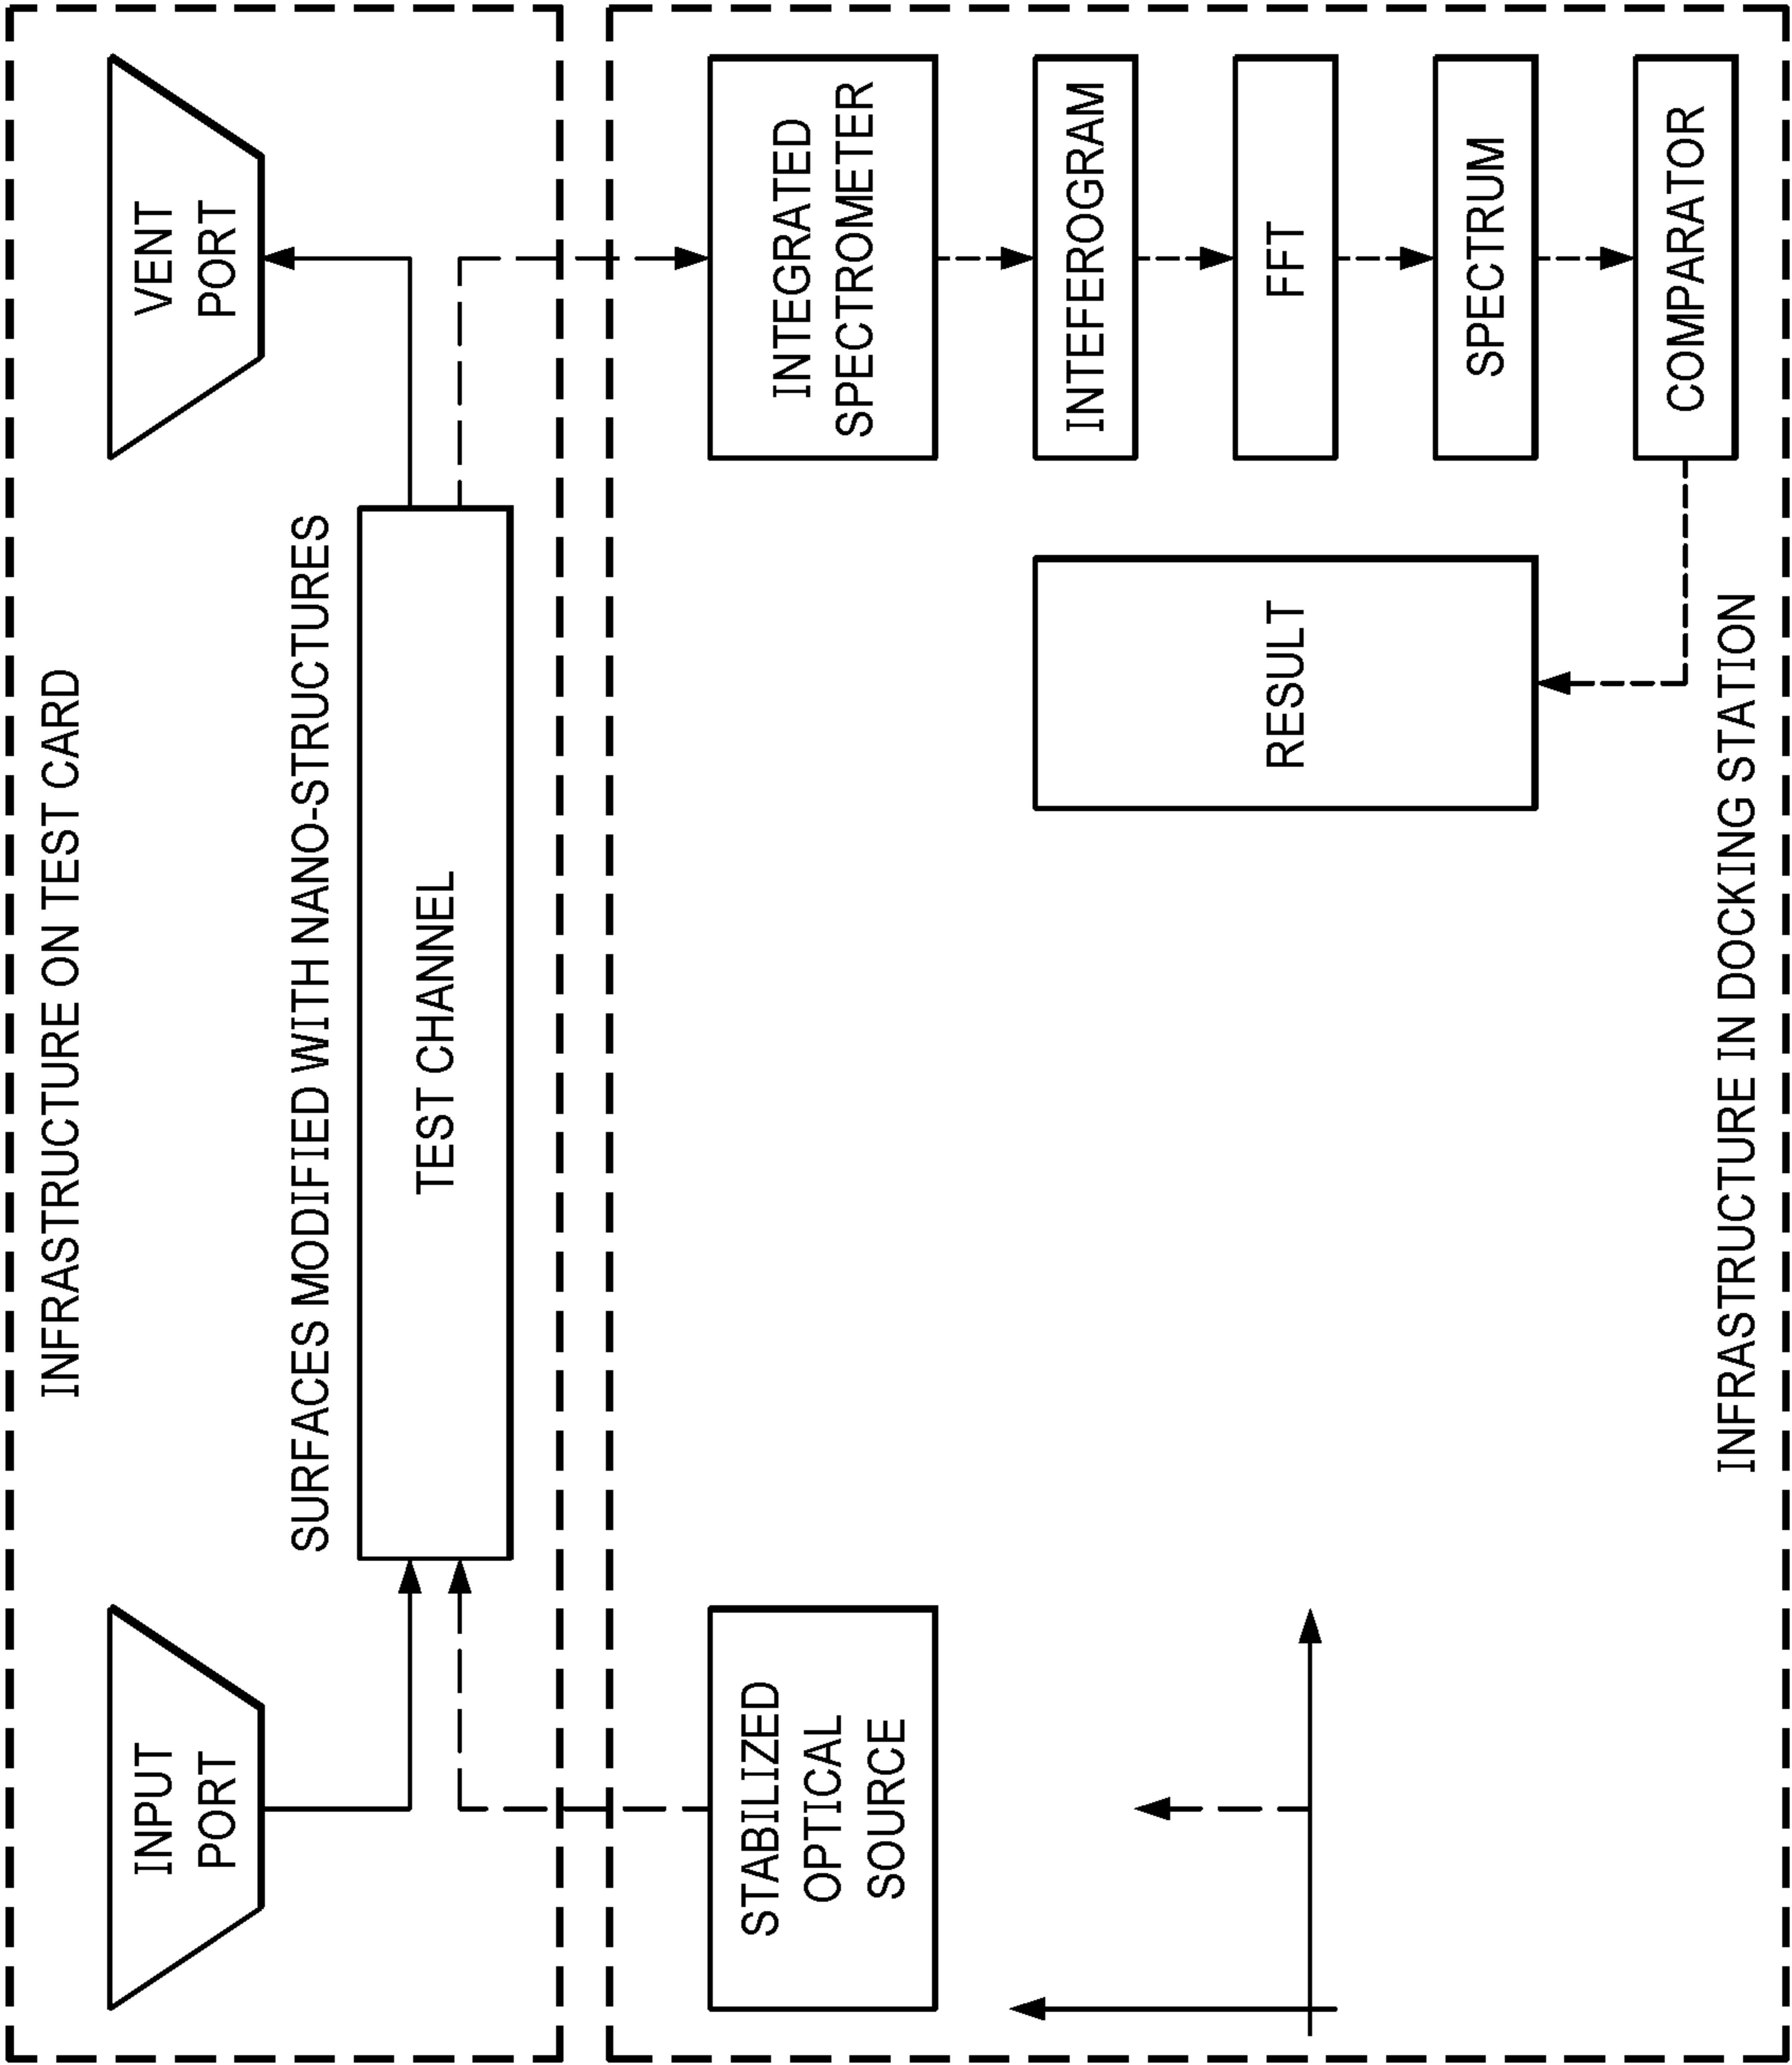 INFRASTRUCTURE ON TEST CARD
INPUT
PORT
VENT
PORT
SURFACES MODIFIED WITH NANO-STRUCTURES
TEST CHANNEL
STABILIZED
OPTICAL
SOURCE
INTEGRATED
SPECTROMETER
INTEFEROGRAM
FFT
SPECTRUM
COMPARATOR
RESULT
INFRASTRUCTURE IN DOCKING STATION